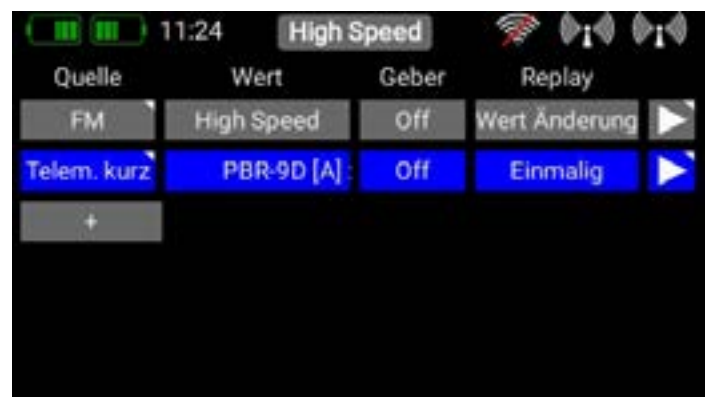 11:24 High Speed
Quelle Wert Geber Replay
FM High Speed Off Wert Änderung
Telem. kurz PBR-9D [A] : Off Einmalig
+